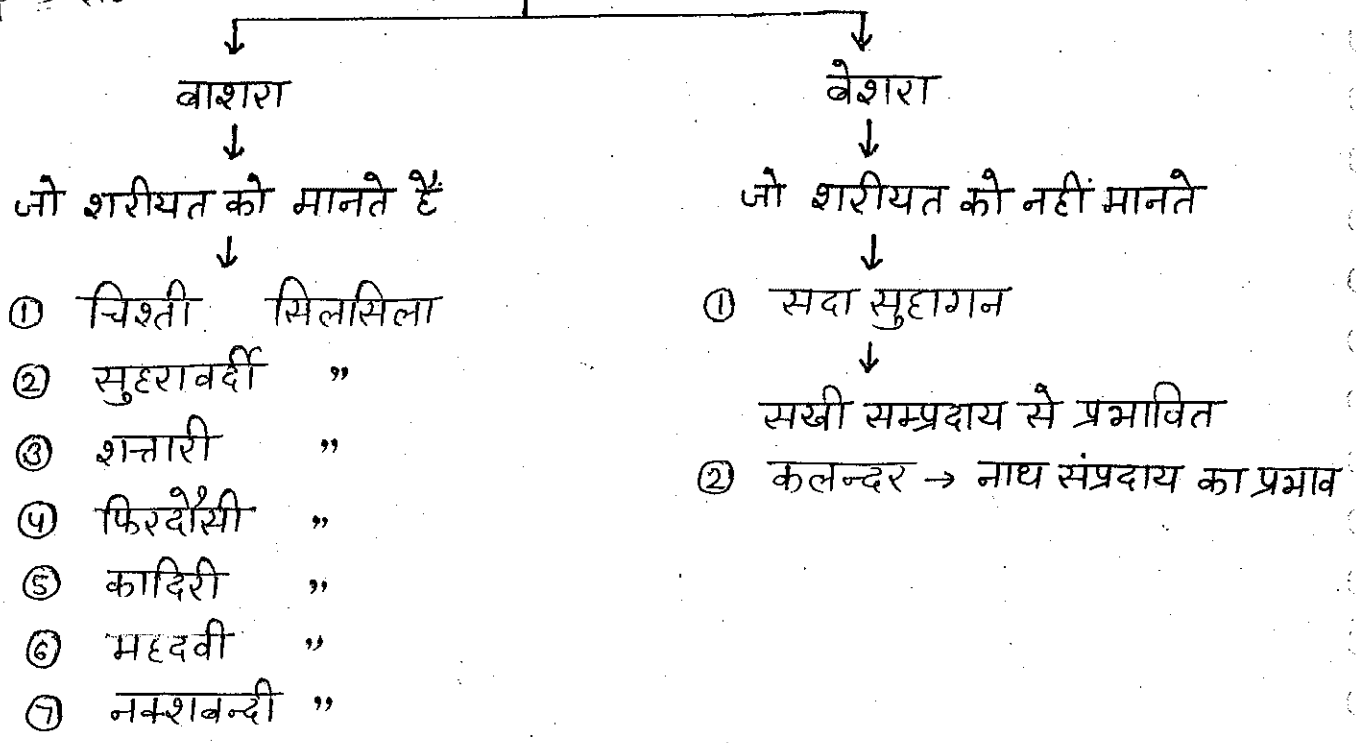 बाशरा
जो शरीयत को मानते हैं
① चिश्ती सिलसिला
② सुहरावर्दी "
③ शत्तारी "
④ फिरदौसी "
⑤ कादिरी "
⑥ महदवी "
⑦ नक्शबन्दी "
बेशरा
जो शरीयत को नहीं मानते
① सदा सुहागन
सखी सम्प्रदाय से प्रभावित
② कलन्दर → नाथ संप्रदाय का प्रभाव